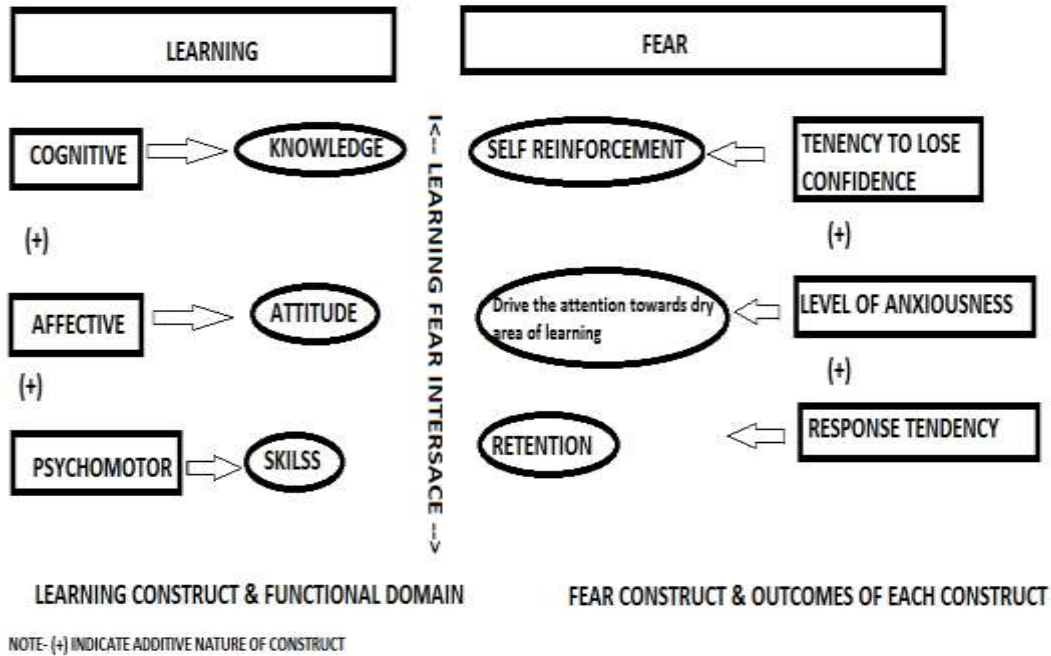 LEARNING
FEAR
COGNITIVE
KNOWLEDGE
(+)
AFFECTIVE
ATTITUDE
(+)
PSYCHOMOTOR
SKILSS
I<-- LEARNING FEAR INTERSACE -->
SELF REINFORCEMENT
TENENCY TO LOSE
CONFIDENCE
(+)
Drive the attention towards dry
area of learning
LEVEL OF ANXIOUSNESS
(+)
RETENTION
RESPONSE TENDENCY
LEARNING CONSTRUCT & FUNCTIONAL DOMAIN
FEAR CONSTRUCT & OUTCOMES OF EACH CONSTRUCT
NOTE- (+) INDICATE ADDITIVE NATURE OF CONSTRUCT